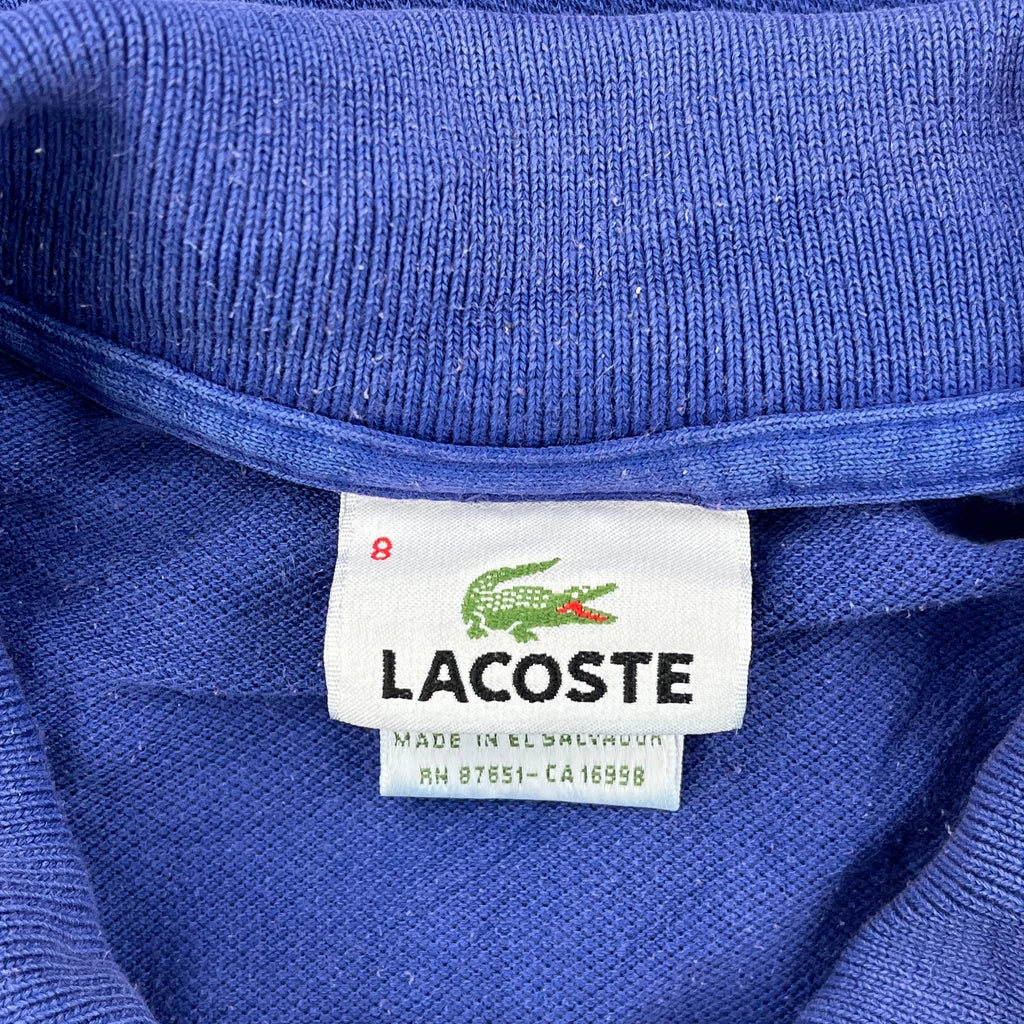 8
LACOSTE
MADE IN EL SALVADOR
RN 87651-CA 16998